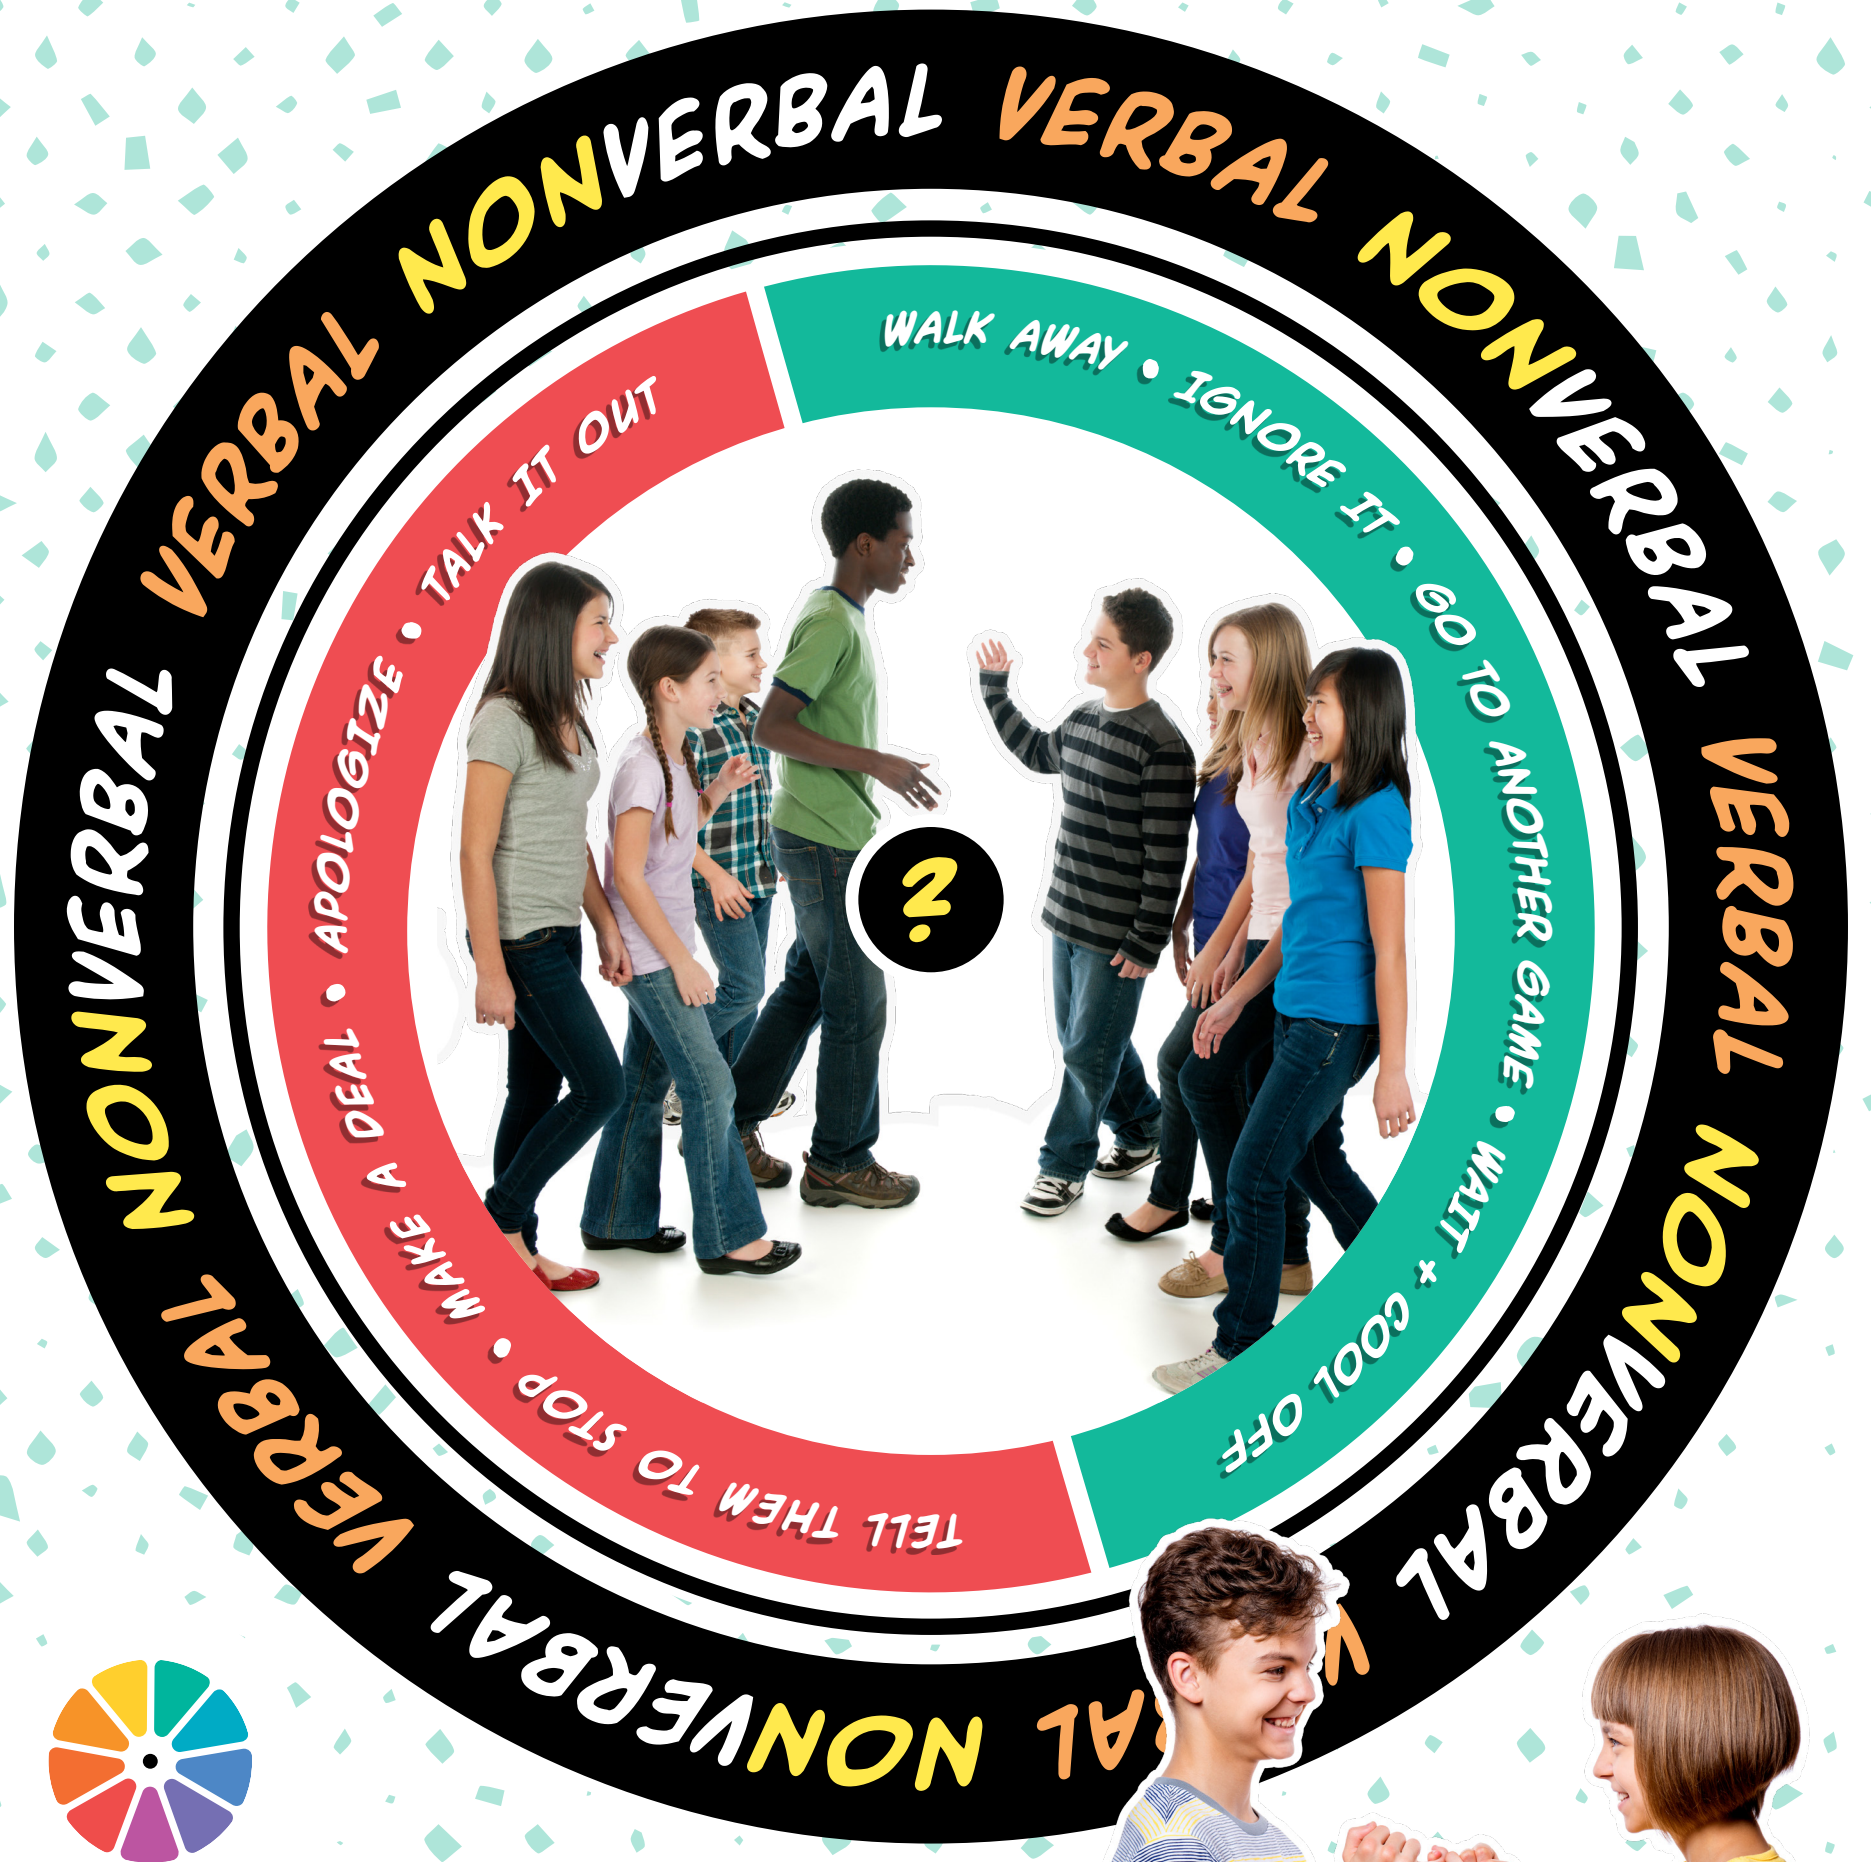 NONVERBAL VERBAL NONVERBAL VERBAL NONVERBAL NONVERBAL VERBAL NONVERBAL VERBAL
WALK AWAY • IGNORE IT • GO TO ANOTHER GAME • WAIT + COOL OFF
TELL THEM TO STOP • MAKE A DEAL • APOLOGIZE • TALK IT OUT
?